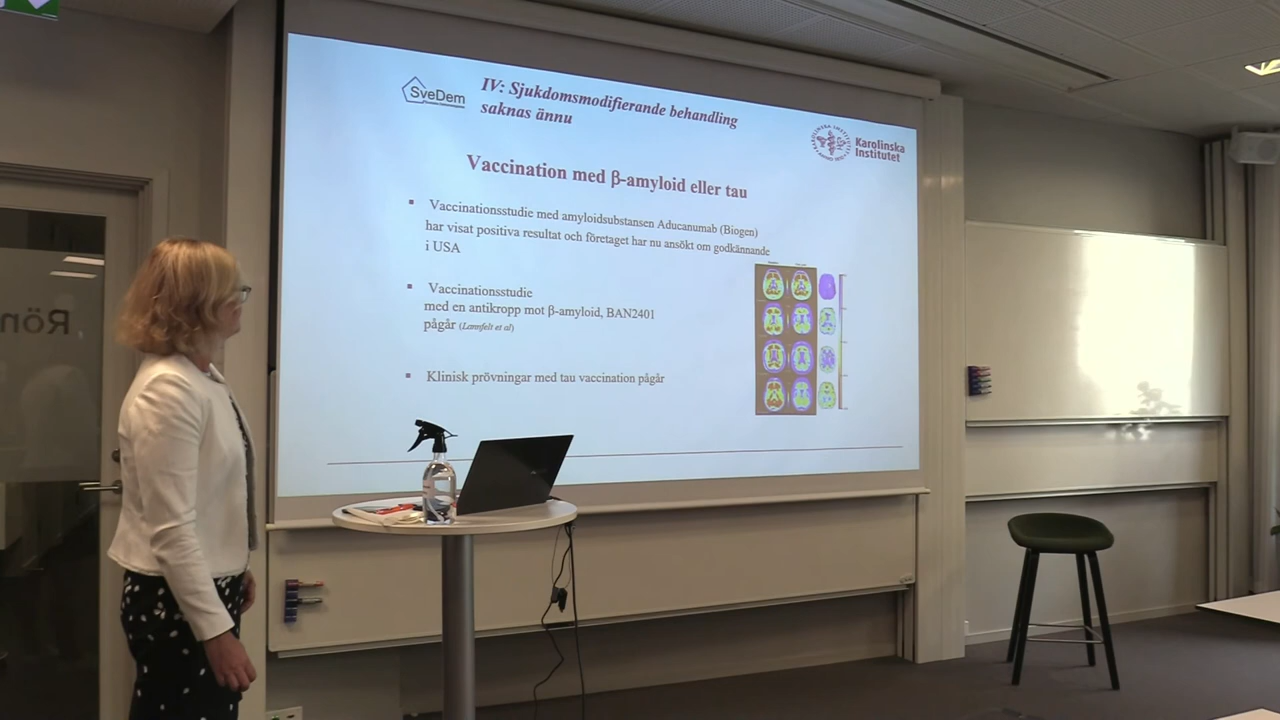 SveDem
IV: Sjukdomsmodifierande behandling
saknas ännu
Karolinska
Institutet
Vaccination med β-amyloid eller tau
▪ Vaccinationsstudie med amyloidsubstansen Aducanumab (Biogen)
har visat positiva resultat och företaget har nu ansökt om godkännande
i USA
▪ Vaccinationsstudie
med en antikropp mot β-amyloid, BAN2401
pågår (Lannfelt et al)
▪ Klinisk prövningar med tau vaccination pågår
Rön